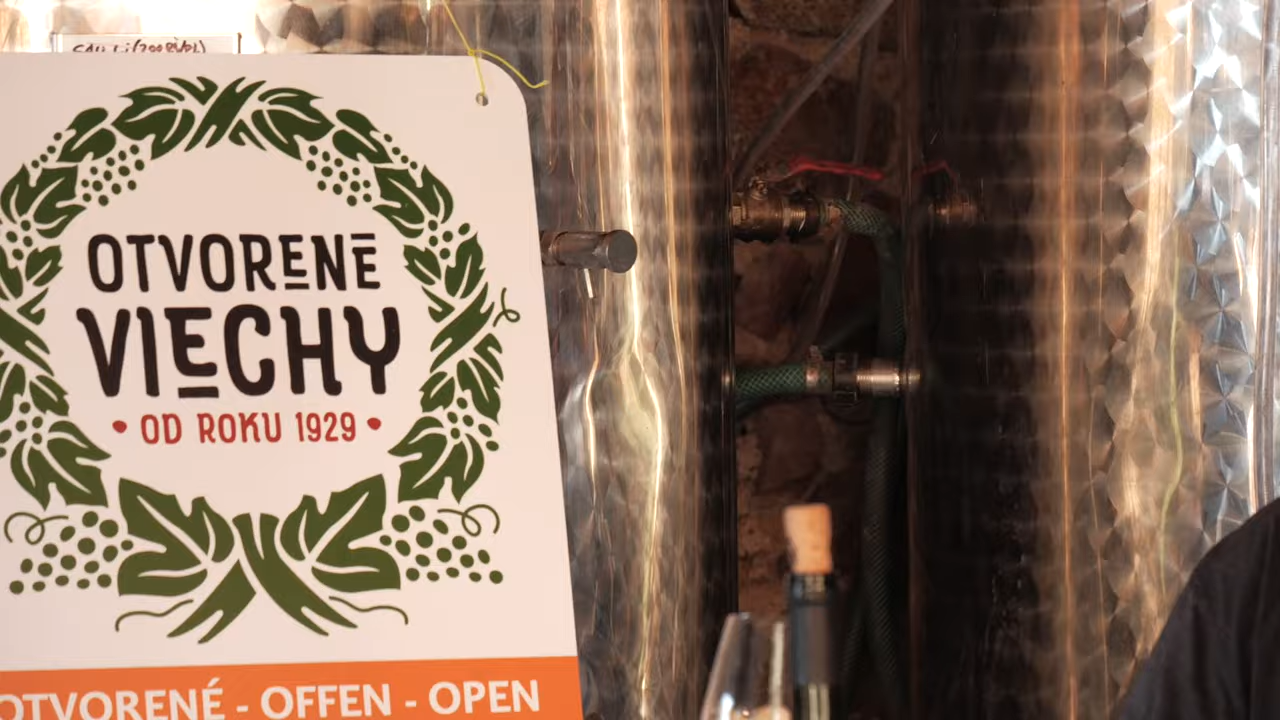 OTVORENÉ
VIECHY
• OD ROKU 1929 •
OTVORENÉ - OFFEN - OPEN